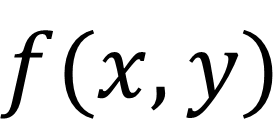 f(x, y)